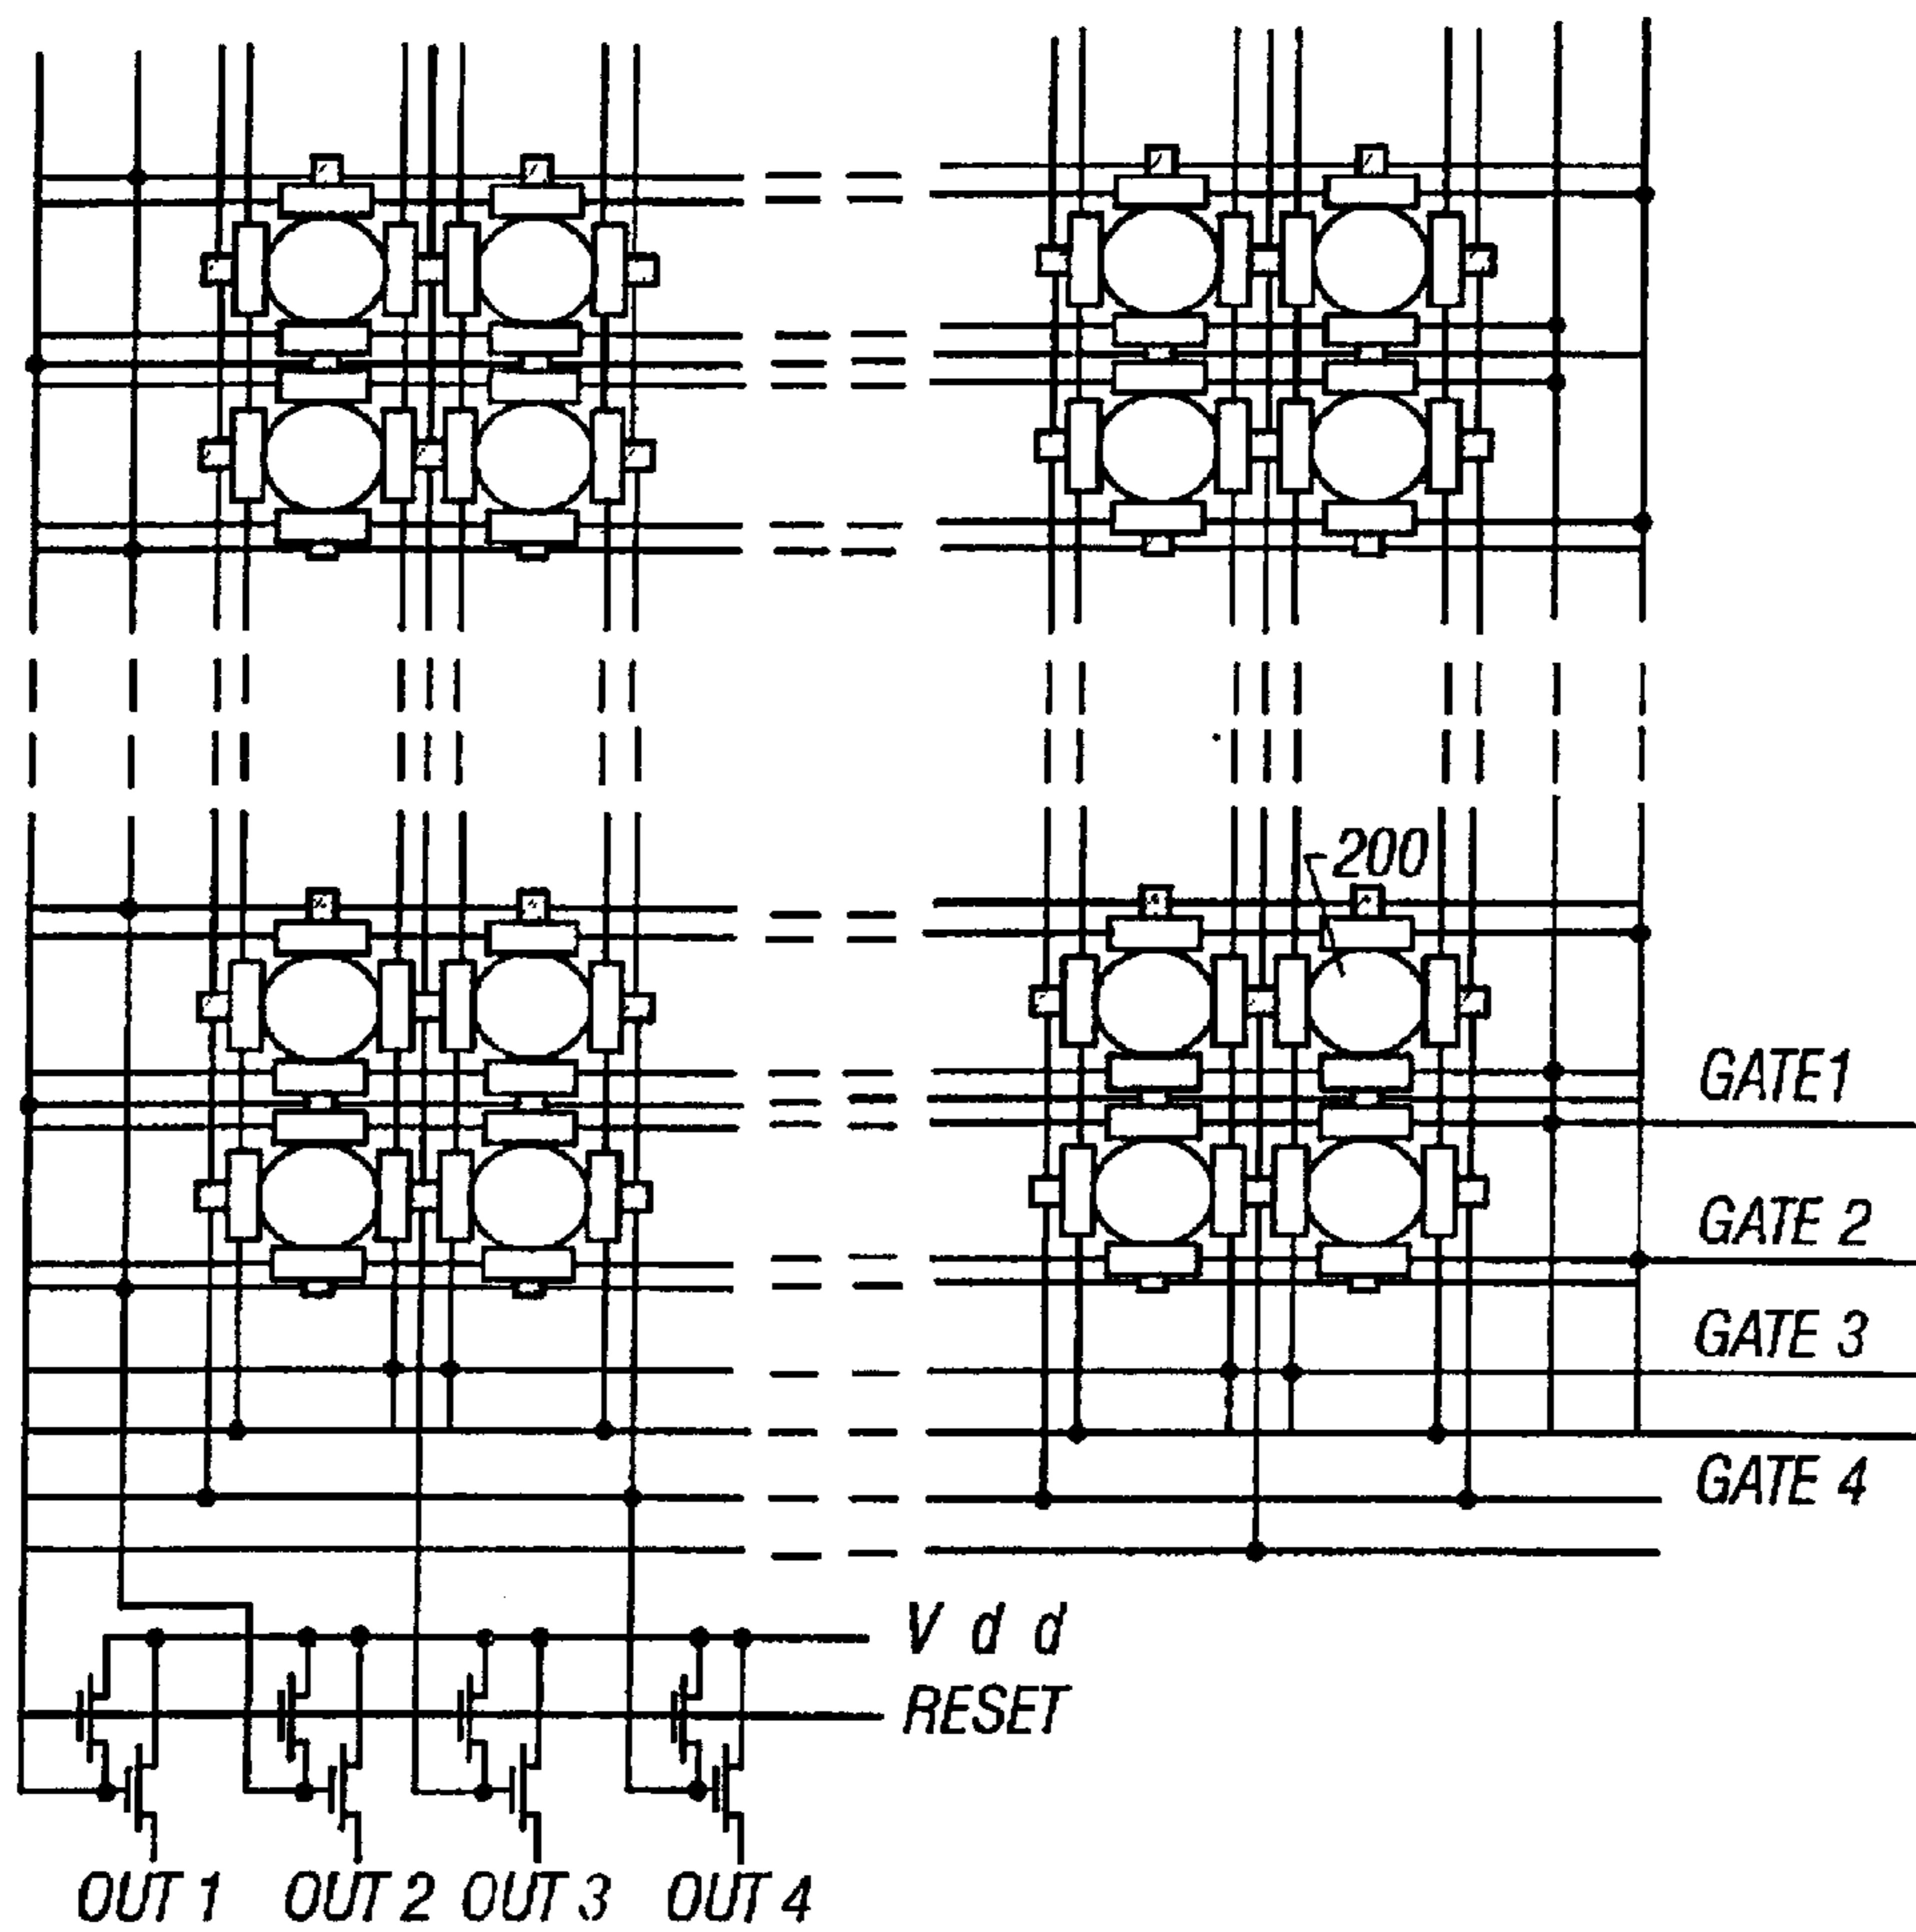 200
GATE1
GATE 2
GATE 3
GATE 4
V d d
RESET
OUT 1 OUT 2 OUT 3 OUT 4